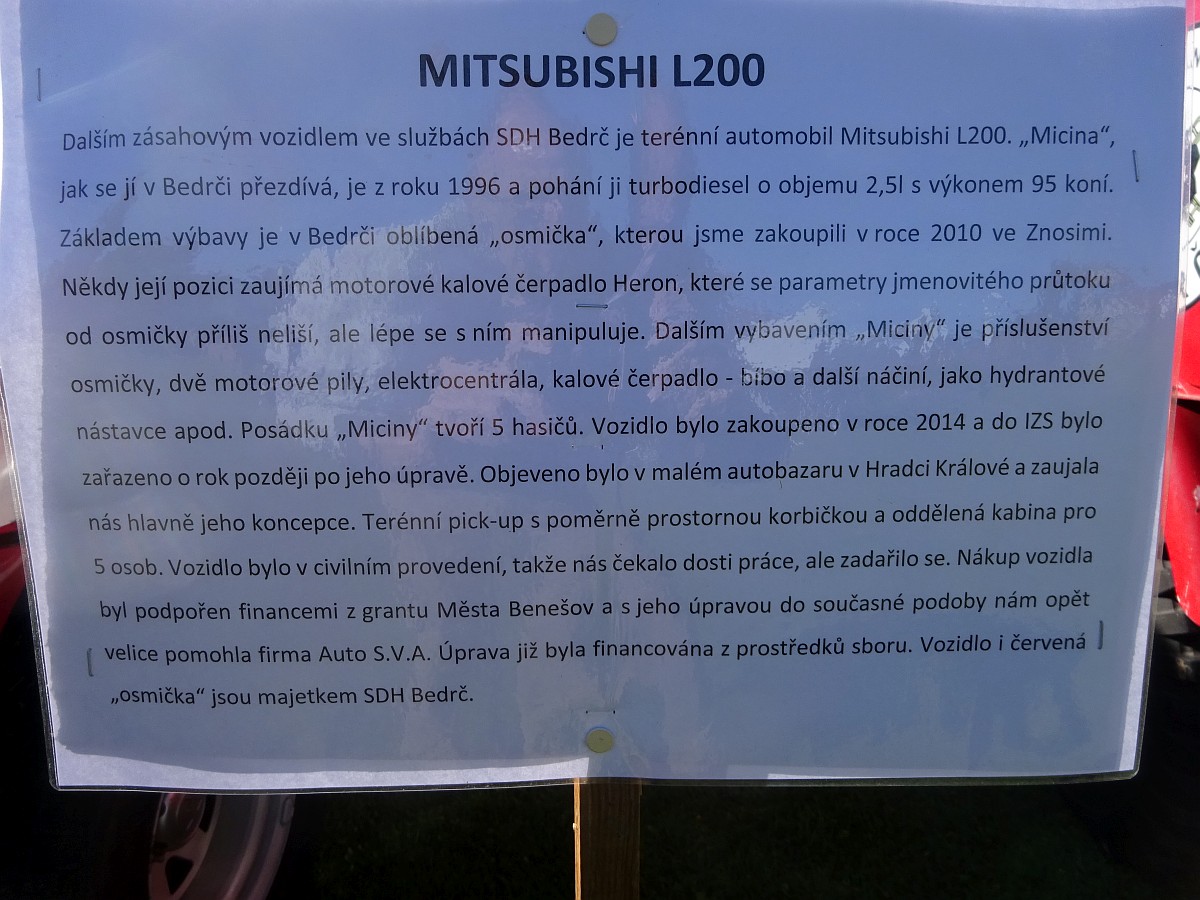 MITSUBISHI L200
Dalším zásahovým vozidlem ve službách SDH Bedrč je terénní automobil Mitsubishi L200. „Micina“,
jak se jí v Bedrči přezdívá, je z roku 1996 a pohání ji turbodiesel o objemu 2,5l s výkonem 95 koní.
Základem výbavy je v Bedrči oblíbená „osmička“, kterou jsme zakoupili v roce 2010 ve Znosimi.
Někdy její pozici zaujímá motorové kalové čerpadlo Heron, které se parametry jmenovitého průtoku
od osmičky příliš neliší, ale lépe se s ním manipuluje. Dalším vybavením „Miciny“ je příslušenství
osmičky, dvě motorové pily, elektrocentrála, kalové čerpadlo - bíbo a další náčiní, jako hydrantové
nástavce apod. Posádku „Miciny“ tvoří 5 hasičů. Vozidlo bylo zakoupeno v roce 2014 a do IZS bylo
zařazeno o rok později po jeho úpravě. Objeveno bylo v malém autobazaru v Hradci Králové a zaujala
nás hlavně jeho koncepce. Terénní pick-up s poměrně prostornou korbičkou a oddělená kabina pro
5 osob. Vozidlo bylo v civilním provedení, takže nás čekalo dosti práce, ale zadařilo se. Nákup vozidla
byl podpořen financemi z grantu Města Benešov a s jeho úpravou do současné podoby nám opět
velice pomohla firma Auto S.V.A. Úprava již byla financována z prostředků sboru. Vozidlo i červená
„osmička“ jsou majetkem SDH Bedrč.